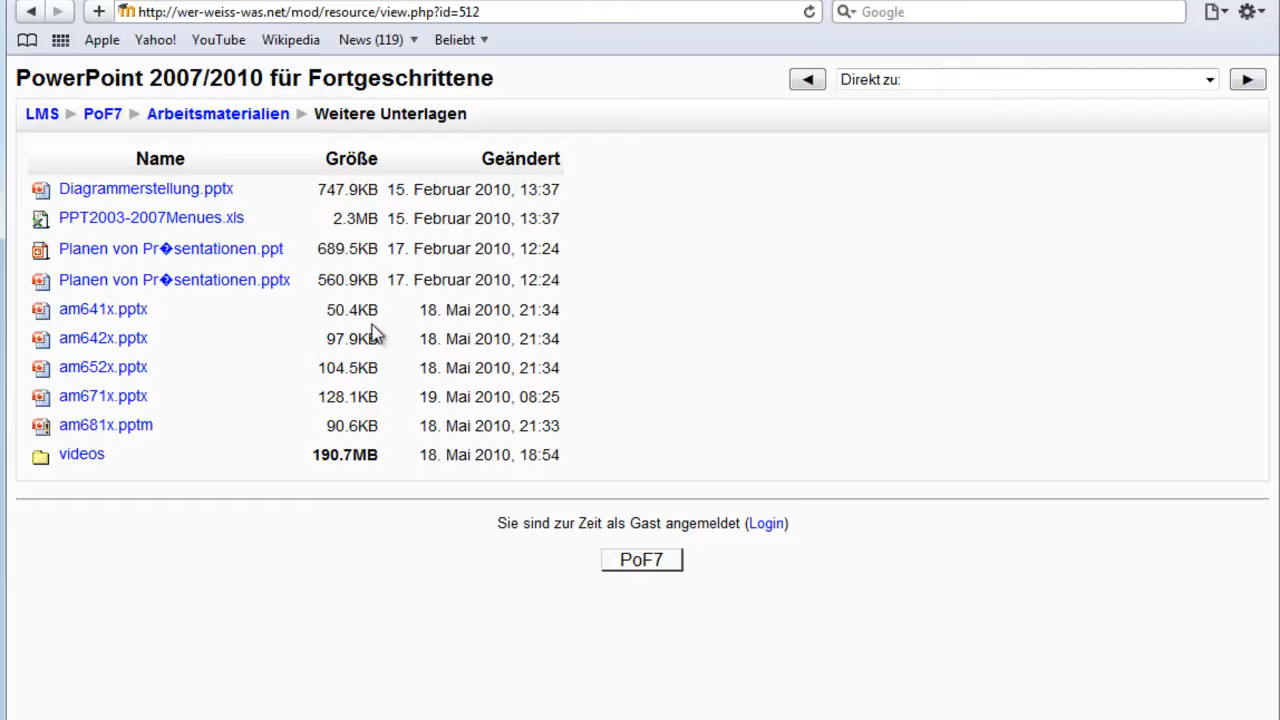 http://wer-weiss-was.net/mod/resource/view.php?id=512 Google
Apple Yahoo! YouTube Wikipedia News (119) Beliebt
PowerPoint 2007/2010 für Fortgeschrittene Direkt zu:
LMS PoF7 Arbeitsmaterialien Weitere Unterlagen
Name Größe Geändert
Diagrammerstellung.pptx 747.9KB 15. Februar 2010, 13:37
PPT2003-2007Menues.xls 2.3MB 15. Februar 2010, 13:37
Planen von Pr�sentationen.ppt 689.5KB 17. Februar 2010, 12:24
Planen von Pr�sentationen.pptx 560.9KB 17. Februar 2010, 12:24
am641x.pptx 50.4KB 18. Mai 2010, 21:34
am642x.pptx 97.9KB 18. Mai 2010, 21:34
am652x.pptx 104.5KB 18. Mai 2010, 21:34
am671x.pptx 128.1KB 19. Mai 2010, 08:25
am681x.pptm 90.6KB 18. Mai 2010, 21:33
videos 190.7MB 18. Mai 2010, 18:54
Sie sind zur Zeit als Gast angemeldet (Login)
PoF7